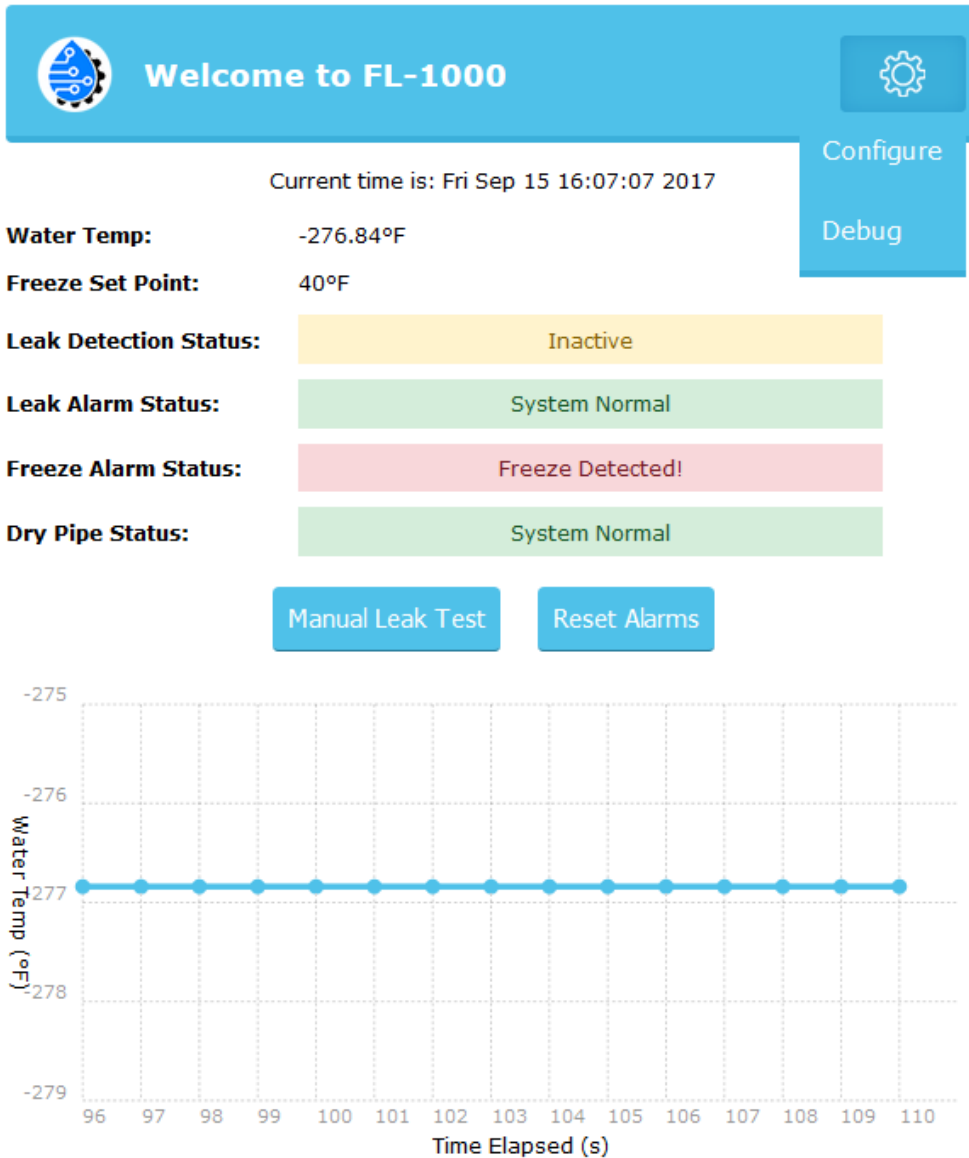 Welcome to FL-1000
Configure
Debug
Current time is: Fri Sep 15 16:07:07 2017
Water Temp: -276.84°F
Freeze Set Point: 40°F
Leak Detection Status: Inactive
Leak Alarm Status: System Normal
Freeze Alarm Status: Freeze Detected!
Dry Pipe Status: System Normal
Manual Leak Test Reset Alarms
-275
-276
-277
-278
-279
Water Temp (°F)
96 97 98 99 100 101 102 103 104 105 106 107 108 109 110
Time Elapsed (s)